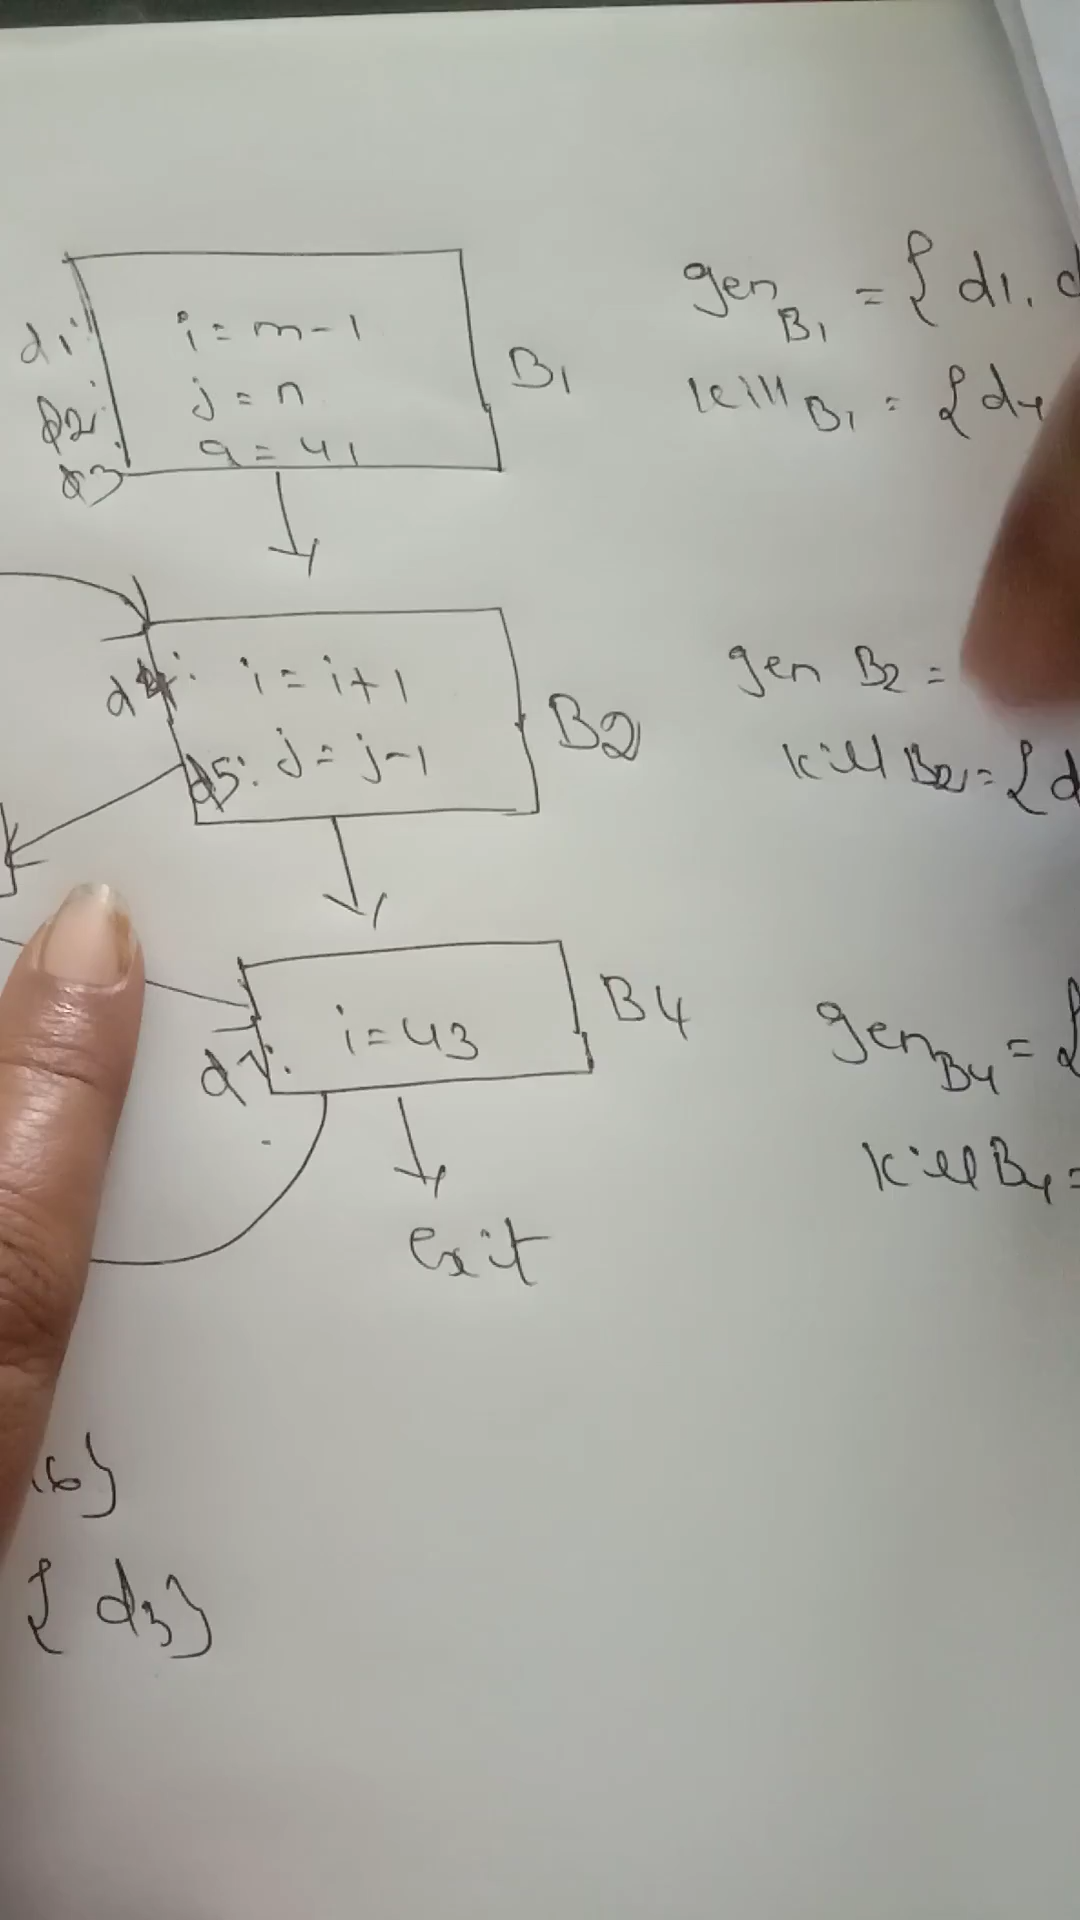 d1: i = m-1
d2: j = n
d3: a = u1
B1
gen B1 = { d1, d
kill B1 = { d4
d4: i = i+1
d5: j = j-1
B2
gen B2 =
kill B2 = { d
d7: i = u3
B4
gen B4 = {
kill B4 =
exit
d6}
{ d3}